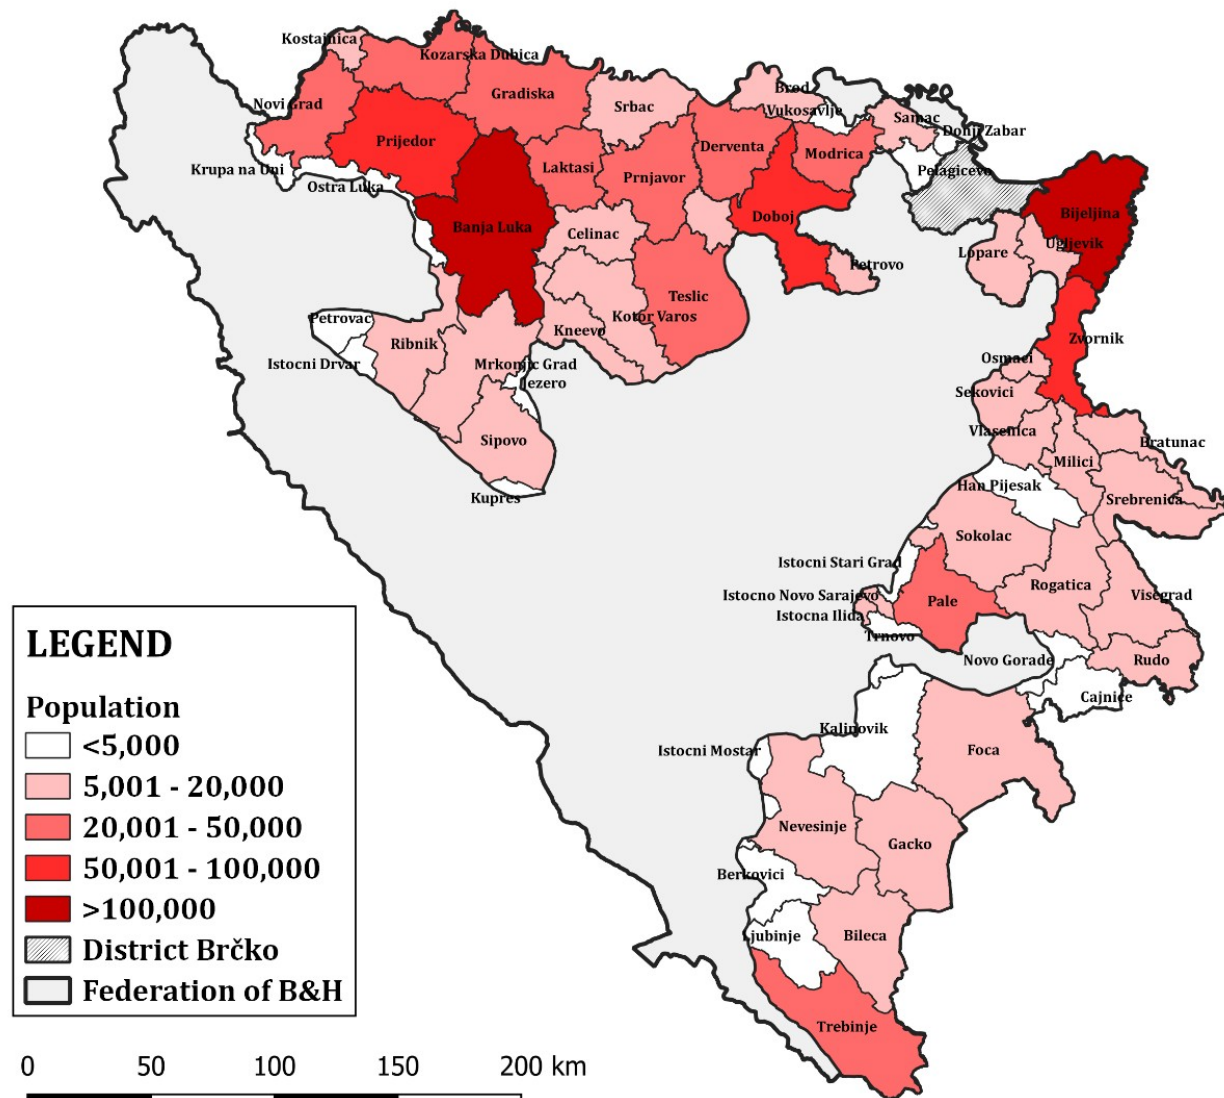 Kostajnica
Kozarska Dubica
Gradiska
Novi Grad
Srbac
Brod
Vukosavlje
Samac
Donji Zabar
Prijedor
Laktasi
Prnjavor
Derventa
Modrica
Pelagicevo
Krupa na Uni
Ostra Luka
Banja Luka
Celinac
Doboj
Bijeljina
Lopare
Ugljevik
Petrovo
Teslic
Kotor Varos
Kneevo
Petrovac
Ribnik
Istocni Drvar
Mrkonjic Grad
Jezero
Sipovo
Kupres
Zvornik
Osmaci
Sekovici
Vlasenica
Bratunac
Milici
Han Pijesak
Srebrenica
Sokolac
Istocni Stari Grad
Rogatica
Visegrad
Istocno Novo Sarajevo
Pale
Istocna Ilida
Trnovo
Novo Gorade
Rudo
Cajnice
Kalinovik
Istocni Mostar
Foca
Nevesinje
Gacko
Berkovici
Ljubinje
Bileca
Trebinje
LEGEND
Population
<5,000
5,001 - 20,000
20,001 - 50,000
50,001 - 100,000
>100,000
District Brčko
Federation of B&H
0 50 100 150 200 km